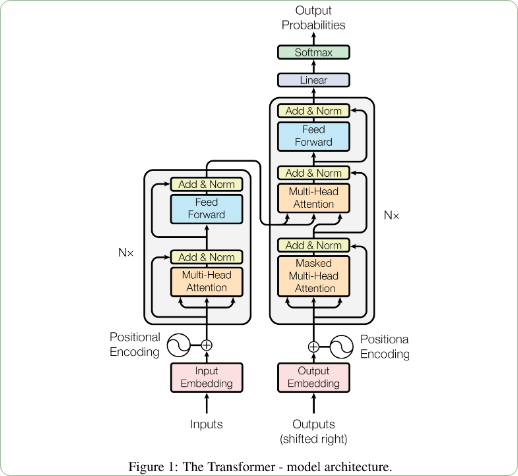 Output
Probabilities
Softmax
Linear
Add & Norm
Feed
Forward
Add & Norm
Multi-Head
Attention
Add & Norm
Masked
Multi-Head
Attention
Nx
Add & Norm
Feed
Forward
Add & Norm
Multi-Head
Attention
Nx
Positional
Encoding
Positiona
Encoding
Input
Embedding
Output
Embedding
Inputs
Outputs
(shifted right)
Figure 1: The Transformer - model architecture.